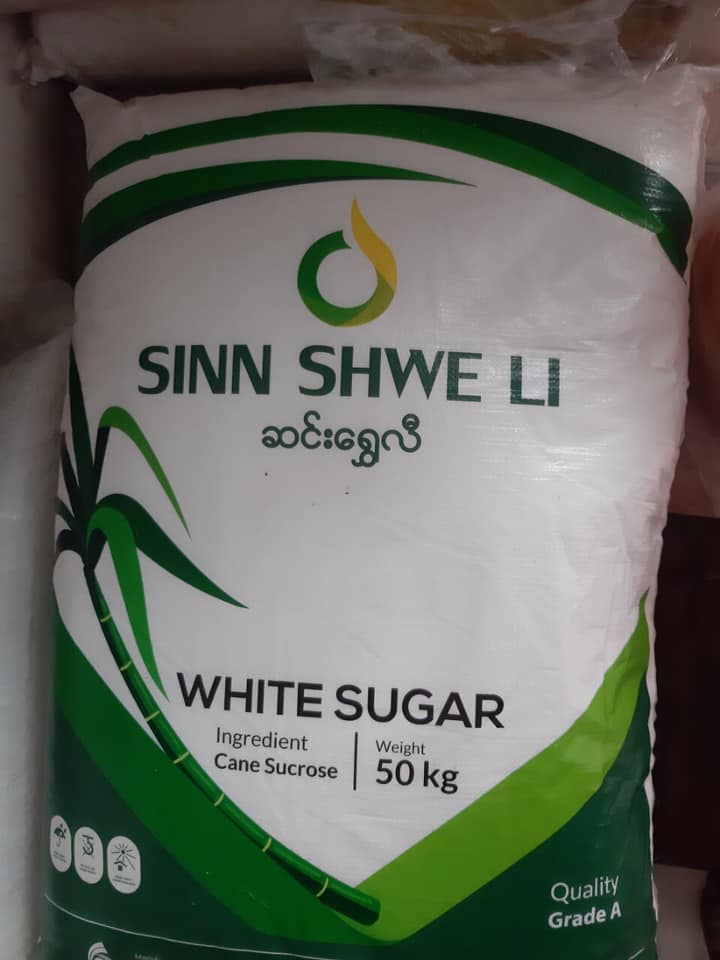 SINN SHWE LI
ဆင်းရွှေလီ
WHITE SUGAR
Ingredient
Cane Sucrose
Weight
50 kg
Quality
Grade A